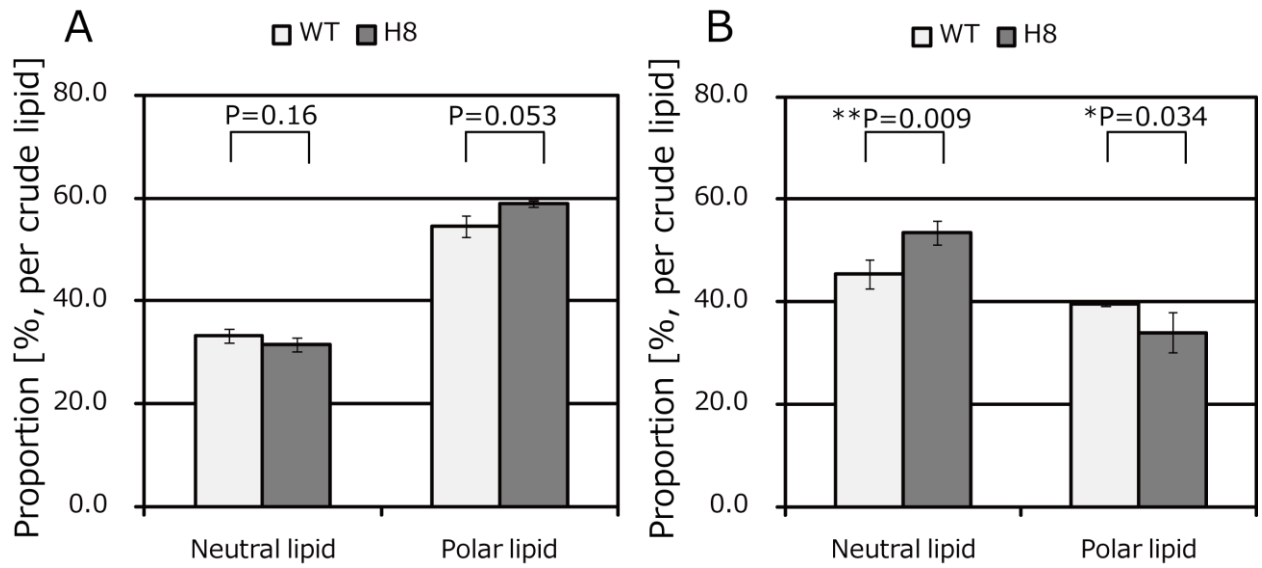 A
WT H8
Proportion [%, per crude lipid]
80.0
60.0
40.0
20.0
0.0
P=0.16
P=0.053
Neutral lipid
Polar lipid
B
WT H8
Proportion [%, per crude lipid]
80.0
60.0
40.0
20.0
0.0
**P=0.009
*P=0.034
Neutral lipid
Polar lipid